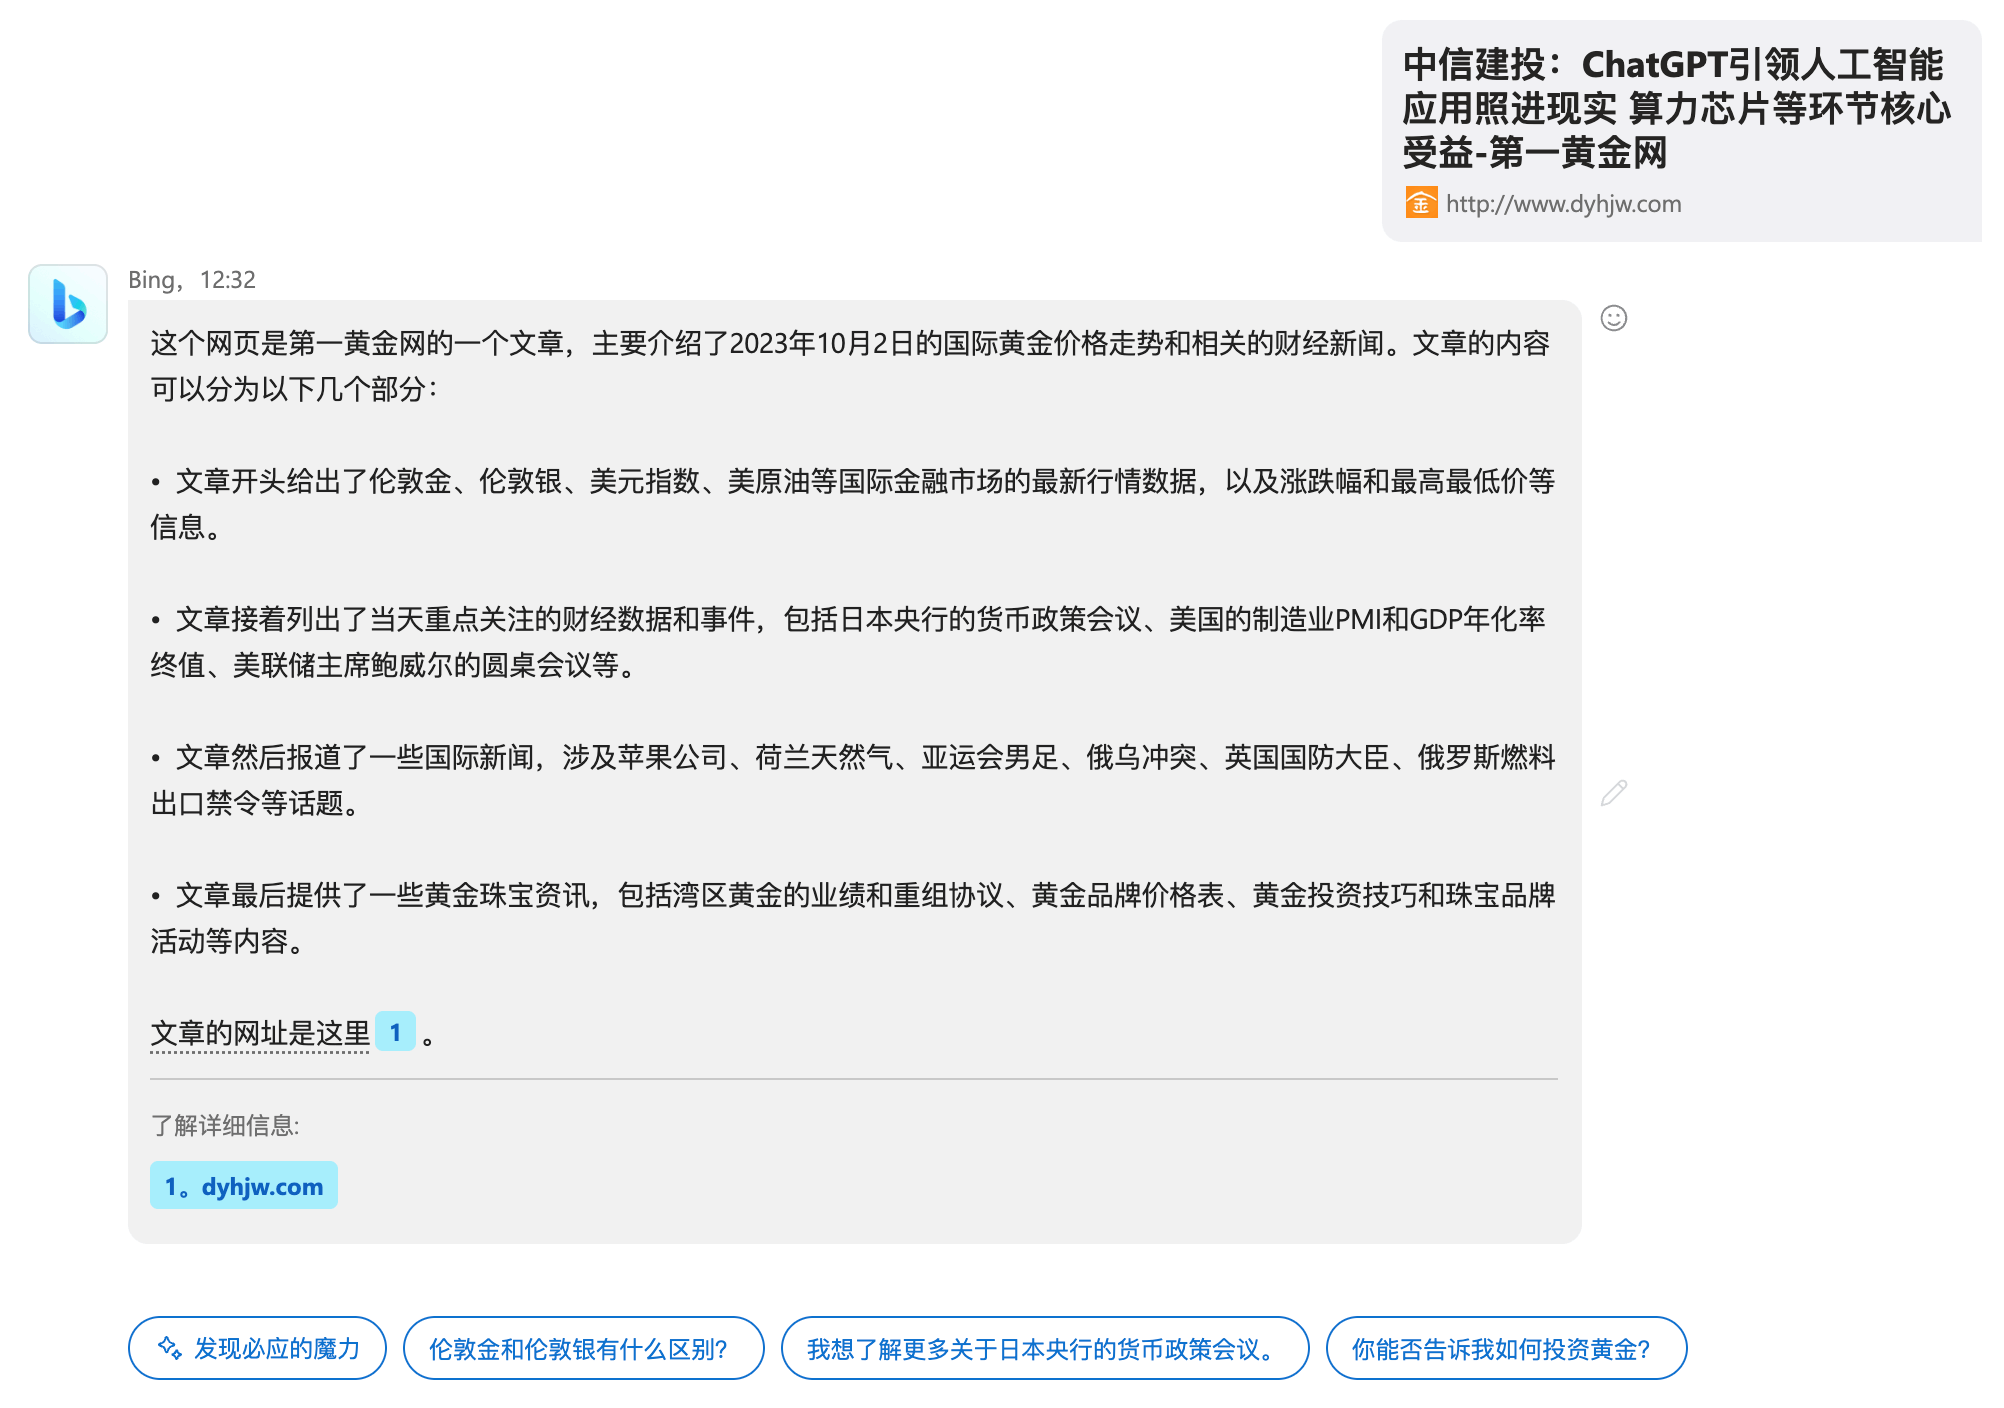 中信建投：ChatGPT引领人工智能
应用照进现实 算力芯片等环节核心
受益-第一黄金网
金 http://www.dyhjw.com
Bing，12:32
这个网页是第一黄金网的一个文章，主要介绍了2023年10月2日的国际黄金价格走势和相关的财经新闻。文章的内容
可以分为以下几个部分：
• 文章开头给出了伦敦金、伦敦银、美元指数、美原油等国际金融市场的最新行情数据，以及涨跌幅和最高最低价等
信息。
• 文章接着列出了当天重点关注的财经数据和事件，包括日本央行的货币政策会议、美国的制造业PMI和GDP年化率
终值、美联储主席鲍威尔的圆桌会议等。
• 文章然后报道了一些国际新闻，涉及苹果公司、荷兰天然气、亚运会男足、俄乌冲突、英国国防大臣、俄罗斯燃料
出口禁令等话题。
• 文章最后提供了一些黄金珠宝资讯，包括湾区黄金的业绩和重组协议、黄金品牌价格表、黄金投资技巧和珠宝品牌
活动等内容。
文章的网址是这里 1 。
了解详细信息:
1。dyhjw.com
发现必应的魔力
伦敦金和伦敦银有什么区别？
我想了解更多关于日本央行的货币政策会议。
你能否告诉我如何投资黄金？